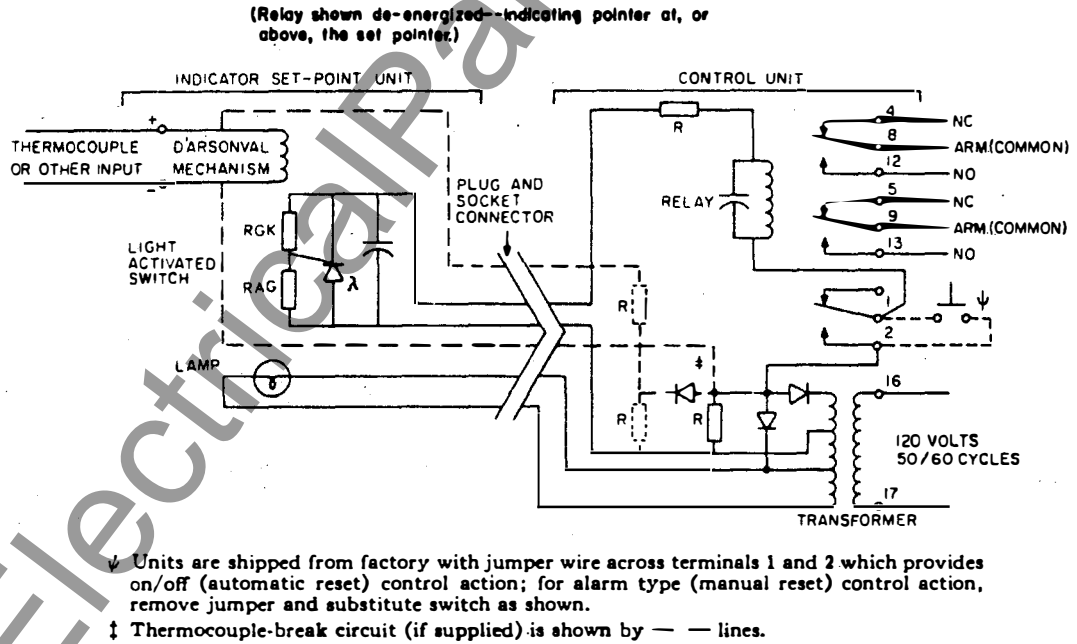 (Relay shown de-energized--indicating pointer at, or
above, the set pointer.)
INDICATOR SET-POINT UNIT
CONTROL UNIT
+
THERMOCOUPLE
OR OTHER INPUT
-
D'ARSONVAL
MECHANISM
PLUG AND
SOCKET
CONNECTOR
LIGHT
ACTIVATED
SWITCH
RGK
RAG
λ
LAMP
R
RELAY
4
NC
8
ARM.(COMMON)
12
NO
5
NC
9
ARM.(COMMON)
13
NO
1
ψ
2
R
‡
R
R
16
120 VOLTS
50/60 CYCLES
17
TRANSFORMER
ψ Units are shipped from factory with jumper wire across terminals 1 and 2 which provides
on/off (automatic reset) control action; for alarm type (manual reset) control action,
remove jumper and substitute switch as shown.
‡ Thermocouple-break circuit (if supplied) is shown by — — lines.